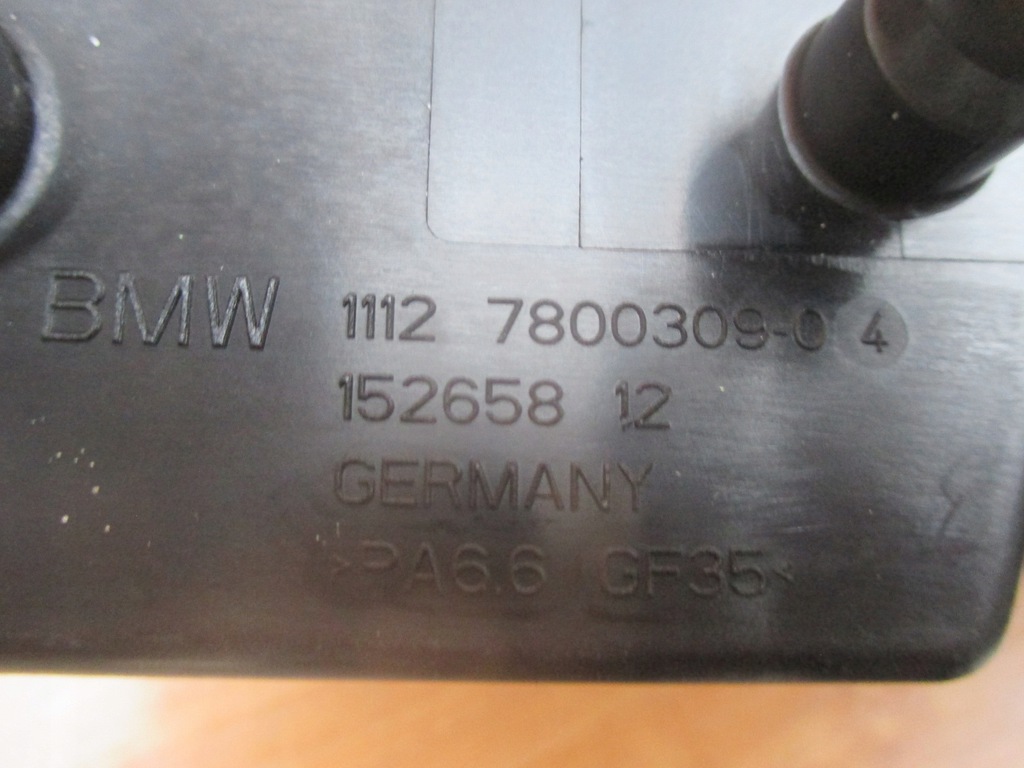 BMW 1112 7800309-0 4
152658 12
GERMANY
>PA6.6 GF35<